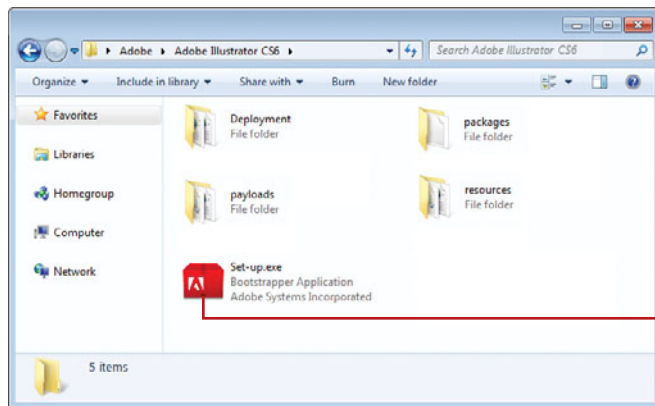 Adobe Adobe Illustrator CS6
Search Adobe Illustrator CS6
Organize Include in library Share with Burn New folder
Favorites
Libraries
Homegroup
Computer
Network
Deployment
File folder
packages
File folder
payloads
File folder
resources
File folder
Set-up.exe
Bootstrapper Application
Adobe Systems Incorporated
5 items